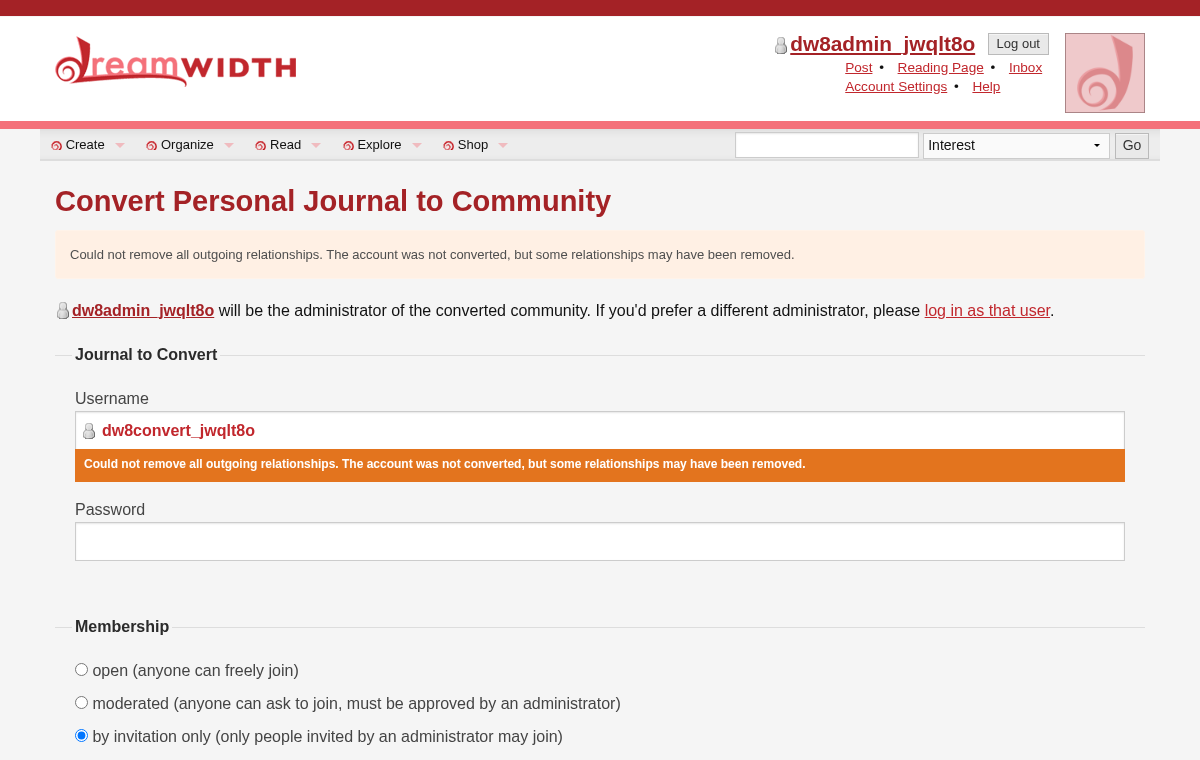 dreamWIDTH
dw8admin_jwqlt8o Log out
Post • Reading Page • Inbox
Account Settings • Help
Create Organize Read Explore Shop Interest Go
Convert Personal Journal to Community
Could not remove all outgoing relationships. The account was not converted, but some relationships may have been removed.
dw8admin_jwqlt8o will be the administrator of the converted community. If you'd prefer a different administrator, please log in as that user.
Journal to Convert
Username
dw8convert_jwqlt8o
Could not remove all outgoing relationships. The account was not converted, but some relationships may have been removed.
Password
Membership
open (anyone can freely join)
moderated (anyone can ask to join, must be approved by an administrator)
by invitation only (only people invited by an administrator may join)